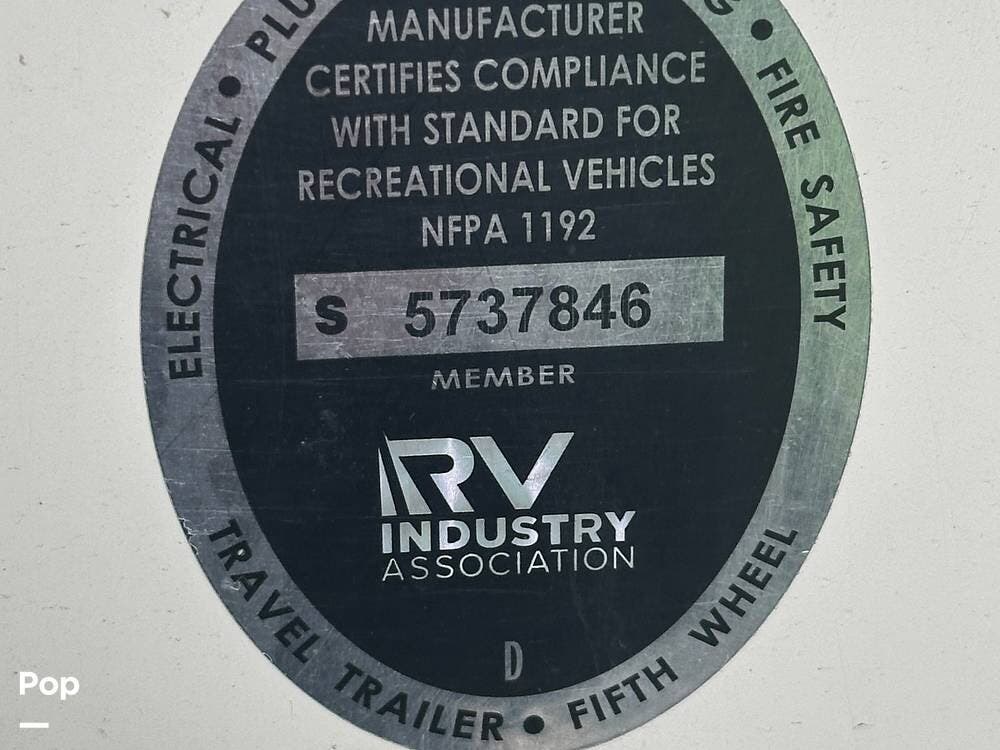 MANUFACTURER
CERTIFIES COMPLIANCE
WITH STANDARD FOR
RECREATIONAL VEHICLES
NFPA 1192
S 5737846
MEMBER
RV
INDUSTRY
ASSOCIATION
D
ELECTRICAL •
• FIRE SAFETY
TRAVEL TRAILER • FIFTH WHEEL
Pop